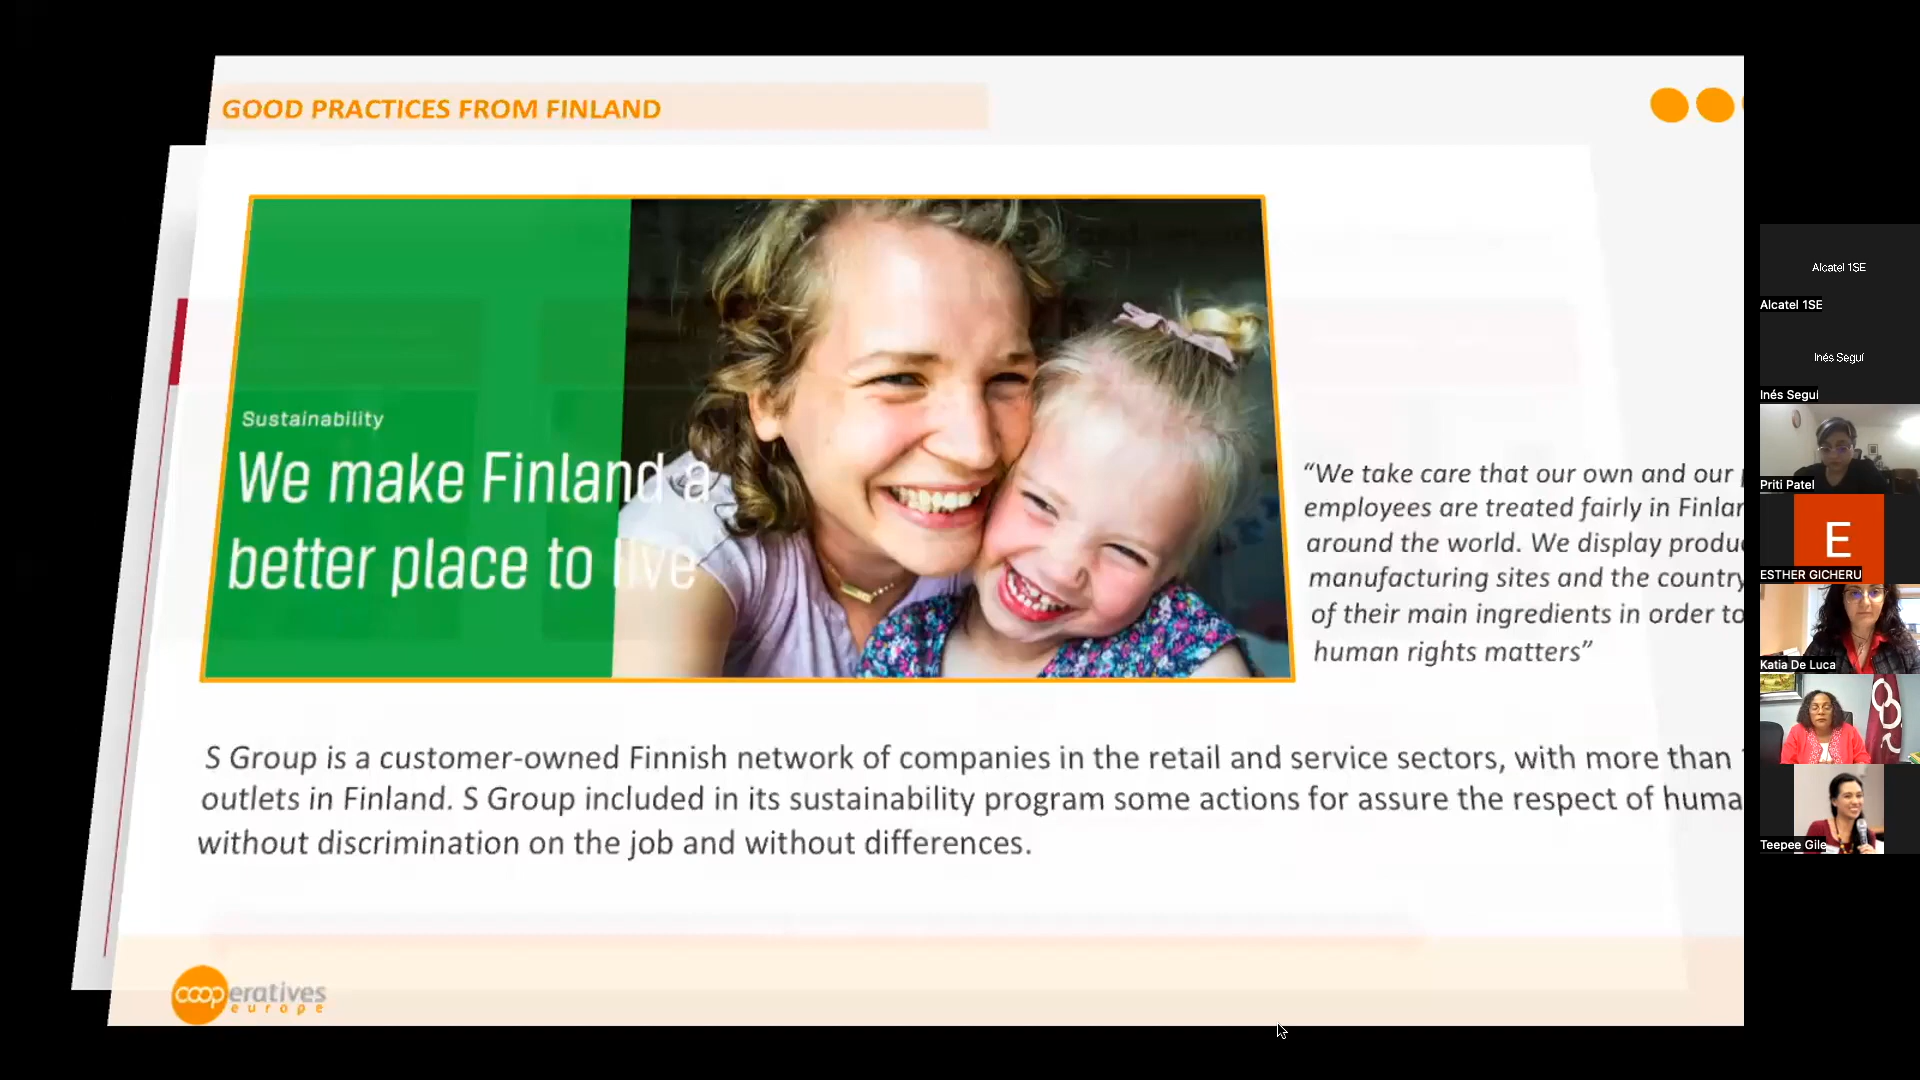 GOOD PRACTICES FROM FINLAND
Sustainability
We make Finland a
better place to live
“We take care that our own and our
employees are treated fairly in
around the world. We display
manufacturing sites and the country
of their main ingredients in order to
human rights matters”
S Group is a customer-owned Finnish network of companies in the retail and service sectors, with more than
outlets in Finland. S Group included in its sustainability program some actions for assure the respect of
without discrimination on the job and without differences.
cooperatives
europe
Alcatel 1SE
Alcatel 1SE
Inés Seguí
Inés Seguí
Priti Patel
E
ESTHER GICHERU
Katia De Luca
Teepee Gile